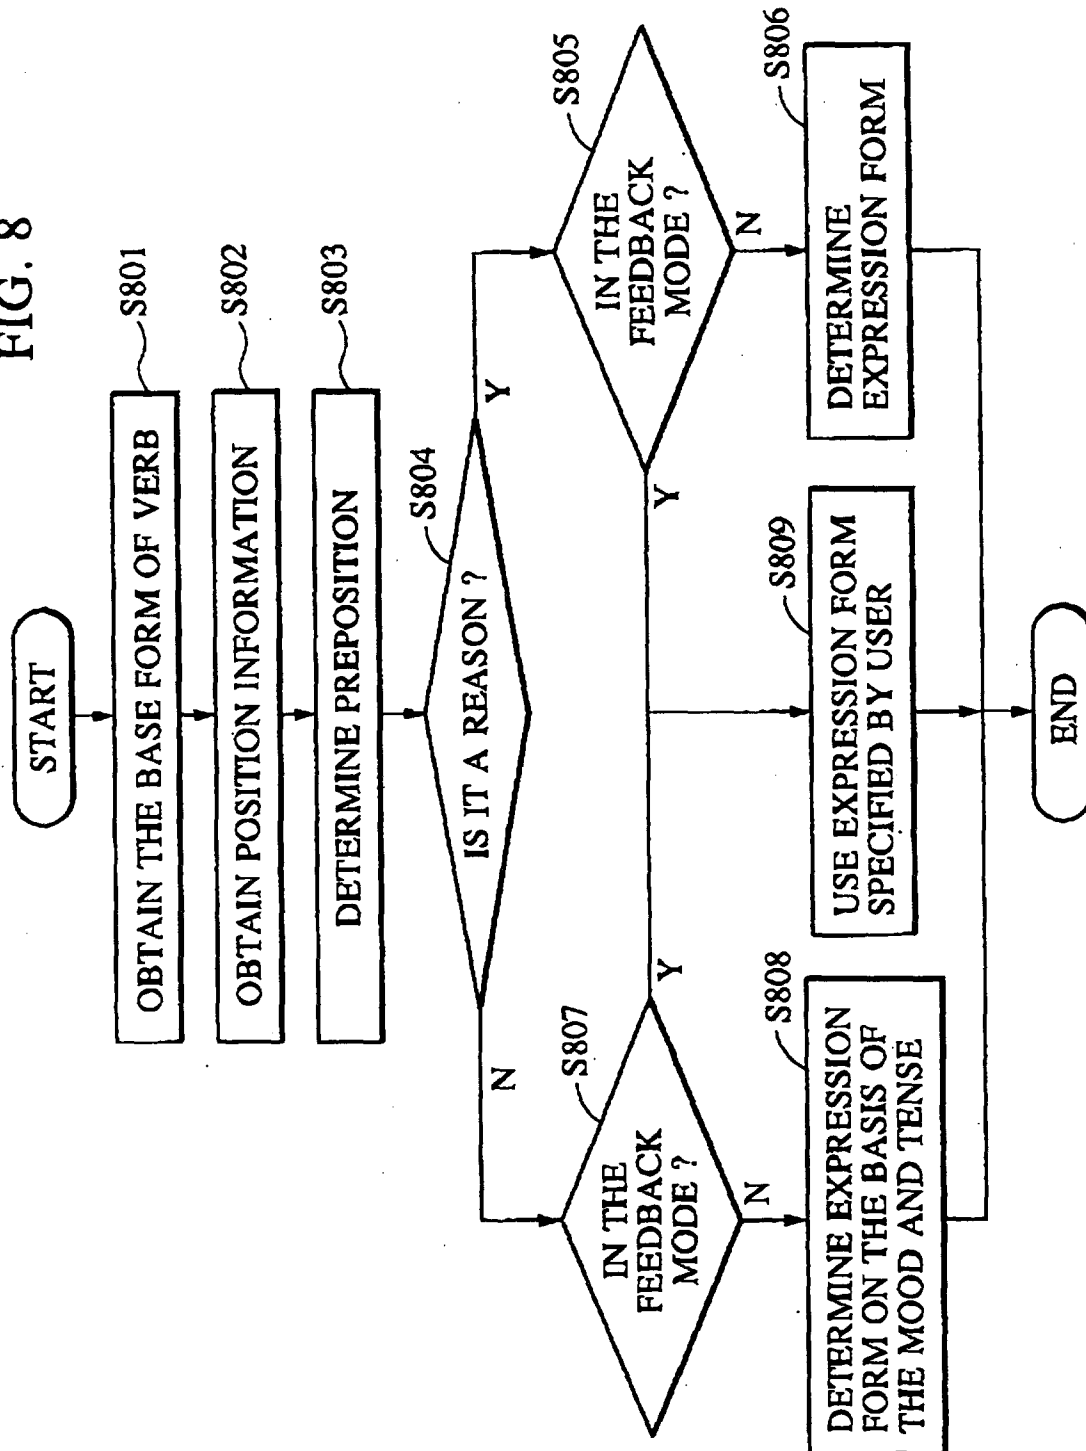 FIG. 8
START
OBTAIN THE BASE FORM OF VERB
S801
OBTAIN POSITION INFORMATION
S802
DETERMINE PREPOSITION
S803
IS IT A REASON ?
S804
N
Y
IN THE
FEEDBACK
MODE ?
S807
Y
N
IN THE
FEEDBACK
MODE ?
S805
Y
N
DETERMINE EXPRESSION
FORM ON THE BASIS OF
THE MOOD AND TENSE
S808
USE EXPRESSION FORM
SPECIFIED BY USER
S809
DETERMINE
EXPRESSION FORM
S806
END